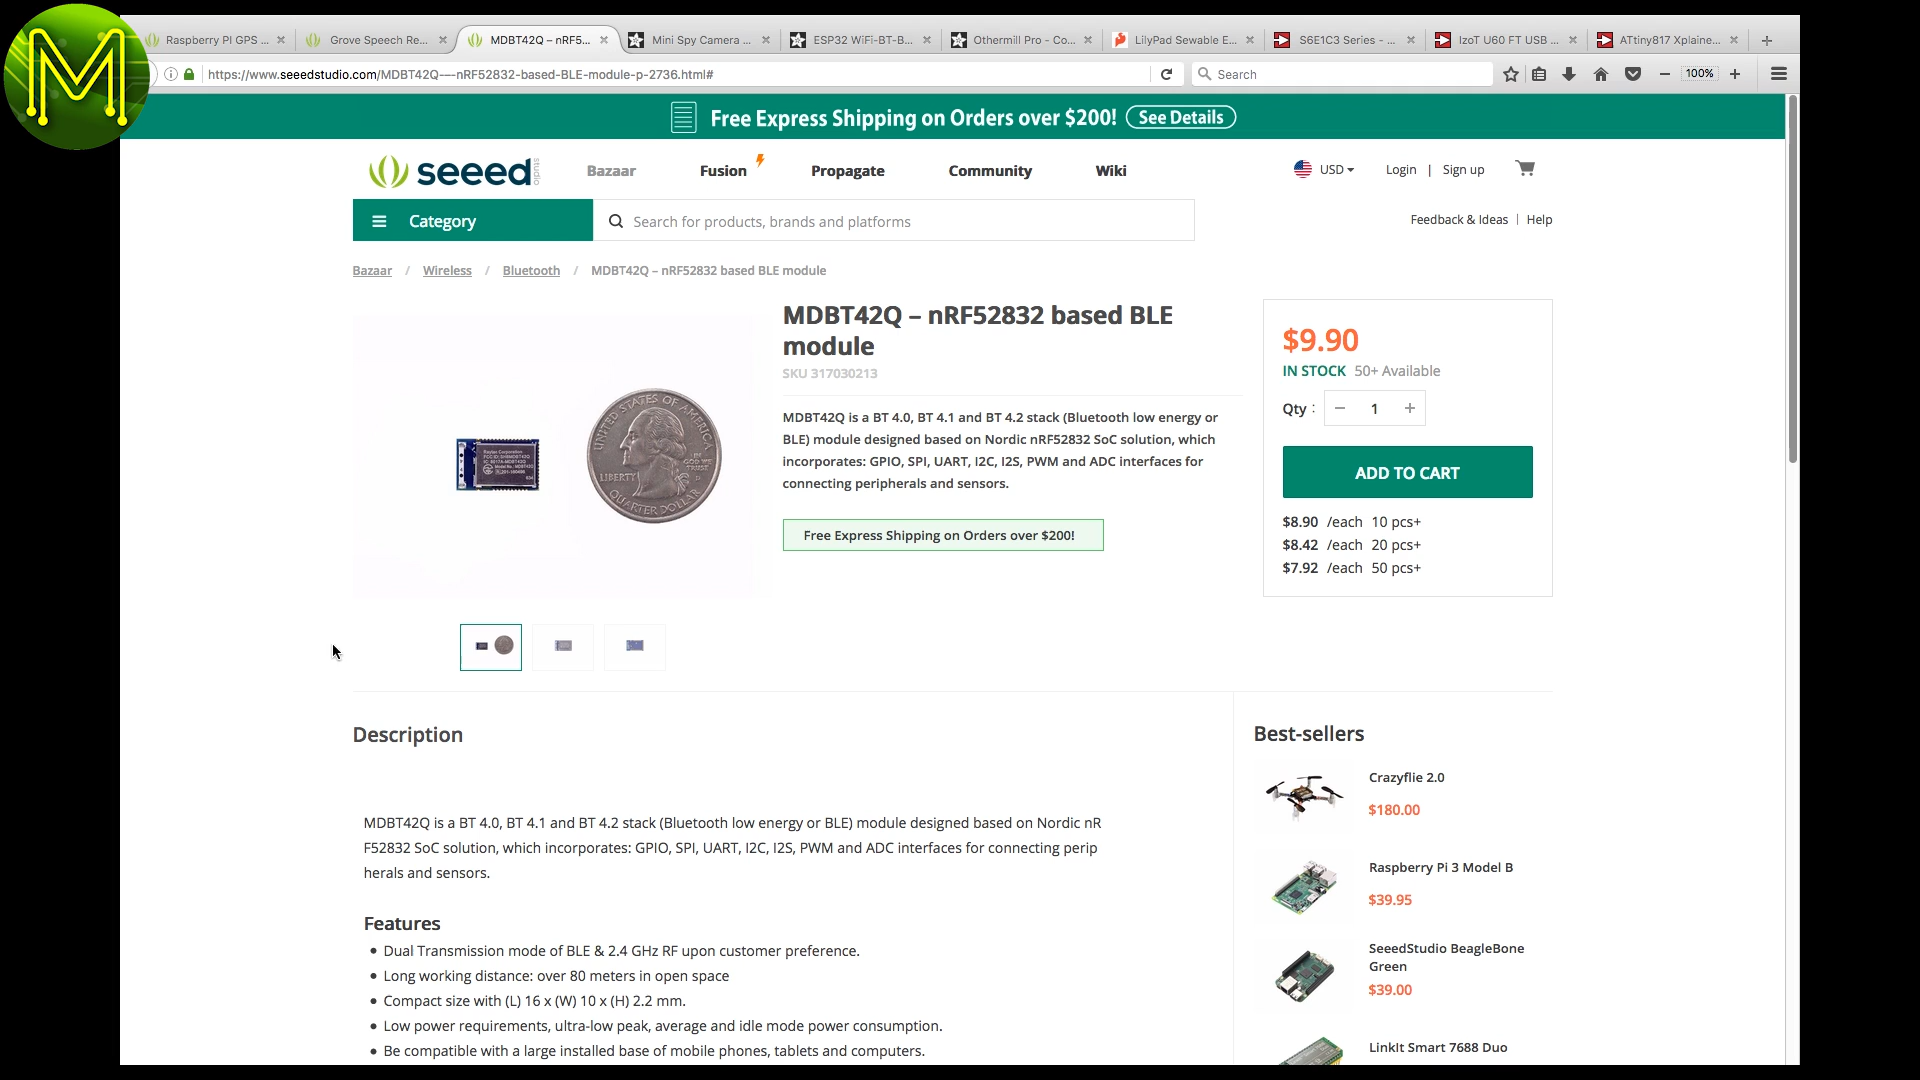 M
Raspberry PI GPS ...
Grove Speech Re...
MDBT42Q – nRF5...
Mini Spy Camera ...
ESP32 WiFi-BT-B...
Othermill Pro - Co...
LilyPad Sewable E...
S6E1C3 Series - ...
IzoT U60 FT USB ...
ATtiny817 Xplaine...
https://www.seeedstudio.com/MDBT42Q-–-nRF52832-based-BLE-module-p-2736.html#
Search
100%
Free Express Shipping on Orders over $200! See Details
seeed studio
Bazaar
Fusion
Propagate
Community
Wiki
USD
Login | Sign up
Category
Search for products, brands and platforms
Feedback & Ideas | Help
Bazaar / Wireless / Bluetooth / MDBT42Q – nRF52832 based BLE module
UNITED STATES OF AMERICA
LIBERTY
IN GOD WE TRUST
QUARTER DOLLAR
MDBT42Q – nRF52832 based BLE
module
SKU 317030213
MDBT42Q is a BT 4.0, BT 4.1 and BT 4.2 stack (Bluetooth low energy or
BLE) module designed based on Nordic nRF52832 SoC solution, which
incorporates: GPIO, SPI, UART, I2C, I2S, PWM and ADC interfaces for
connecting peripherals and sensors.
Free Express Shipping on Orders over $200!
$9.90
IN STOCK 50+ Available
Qty : − 1 +
ADD TO CART
$8.90 /each 10 pcs+
$8.42 /each 20 pcs+
$7.92 /each 50 pcs+
Description
MDBT42Q is a BT 4.0, BT 4.1 and BT 4.2 stack (Bluetooth low energy or BLE) module designed based on Nordic nR
F52832 SoC solution, which incorporates: GPIO, SPI, UART, I2C, I2S, PWM and ADC interfaces for connecting perip
herals and sensors.
Features
• Dual Transmission mode of BLE & 2.4 GHz RF upon customer preference.
• Long working distance: over 80 meters in open space
• Compact size with (L) 16 x (W) 10 x (H) 2.2 mm.
• Low power requirements, ultra-low peak, average and idle mode power consumption.
• Be compatible with a large installed base of mobile phones, tablets and computers.
Best-sellers
Crazyflie 2.0
$180.00
Raspberry Pi 3 Model B
$39.95
SeeedStudio BeagleBone
Green
$39.00
LinkIt Smart 7688 Duo